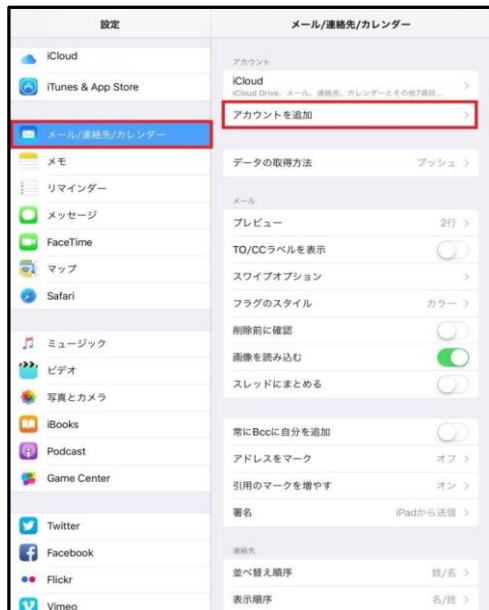 設定
iCloud
iTunes & App Store
メール/連絡先/カレンダー
メモ
リマインダー
メッセージ
FaceTime
マップ
Safari
ミュージック
ビデオ
写真とカメラ
iBooks
Podcast
Game Center
Twitter
Facebook
Flickr
Vimeo
メール/連絡先/カレンダー
アカウント
iCloud
iCloud Drive、メール、連絡先、カレンダーとその他7項目...
アカウントを追加
データの取得方法 プッシュ
メール
プレビュー 2行
TO/CCラベルを表示
スワイプオプション
フラグのスタイル カラー
削除前に確認
画像を読み込む
スレッドにまとめる
常にBccに自分を追加
アドレスをマーク オフ
引用のマークを増やす オン
署名 iPadから送信
連絡先
並べ替え順序 姓/名
表示順序 名/姓